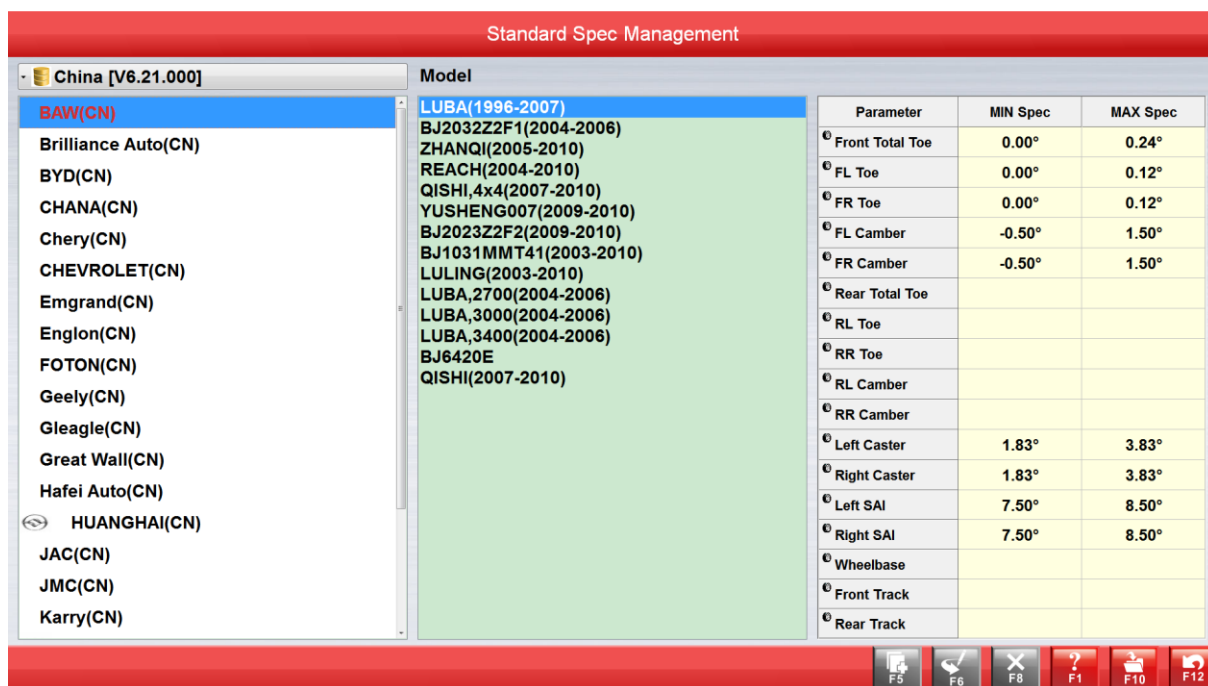 Standard Spec Management
China [V6.21.000]
BAW(CN)
Brilliance Auto(CN)
BYD(CN)
CHANA(CN)
Chery(CN)
CHEVROLET(CN)
Emgrand(CN)
Englon(CN)
FOTON(CN)
Geely(CN)
Gleagle(CN)
Great Wall(CN)
Hafei Auto(CN)
HUANGHAI(CN)
JAC(CN)
JMC(CN)
Karry(CN)
Model
LUBA(1996-2007)
BJ2032Z2F1(2004-2006)
ZHANQI(2005-2010)
REACH(2004-2010)
QISHI,4x4(2007-2010)
YUSHENG007(2009-2010)
BJ2023Z2F2(2009-2010)
BJ1031MMT41(2003-2010)
LULING(2003-2010)
LUBA,2700(2004-2006)
LUBA,3000(2004-2006)
LUBA,3400(2004-2006)
BJ6420E
QISHI(2007-2010)
Parameter MIN Spec MAX Spec
Front Total Toe 0.00° 0.24°
FL Toe 0.00° 0.12°
FR Toe 0.00° 0.12°
FL Camber -0.50° 1.50°
FR Camber -0.50° 1.50°
Rear Total Toe
RL Toe
RR Toe
RL Camber
RR Camber
Left Caster 1.83° 3.83°
Right Caster 1.83° 3.83°
Left SAI 7.50° 8.50°
Right SAI 7.50° 8.50°
Wheelbase
Front Track
Rear Track
F5 F6 F8 ? F1 F10 F12